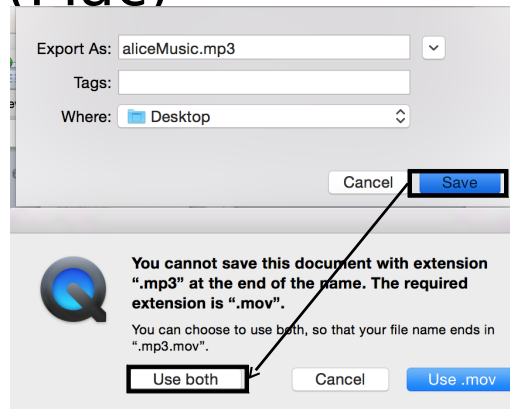 (Mac)
Export As: aliceMusic.mp3
Tags:
Where: Desktop
Cancel Save
You cannot save this document with extension
“.mp3” at the end of the name. The required
extension is “.mov”.
You can choose to use both, so that your file name ends in
“.mp3.mov”.
Use both Cancel Use .mov